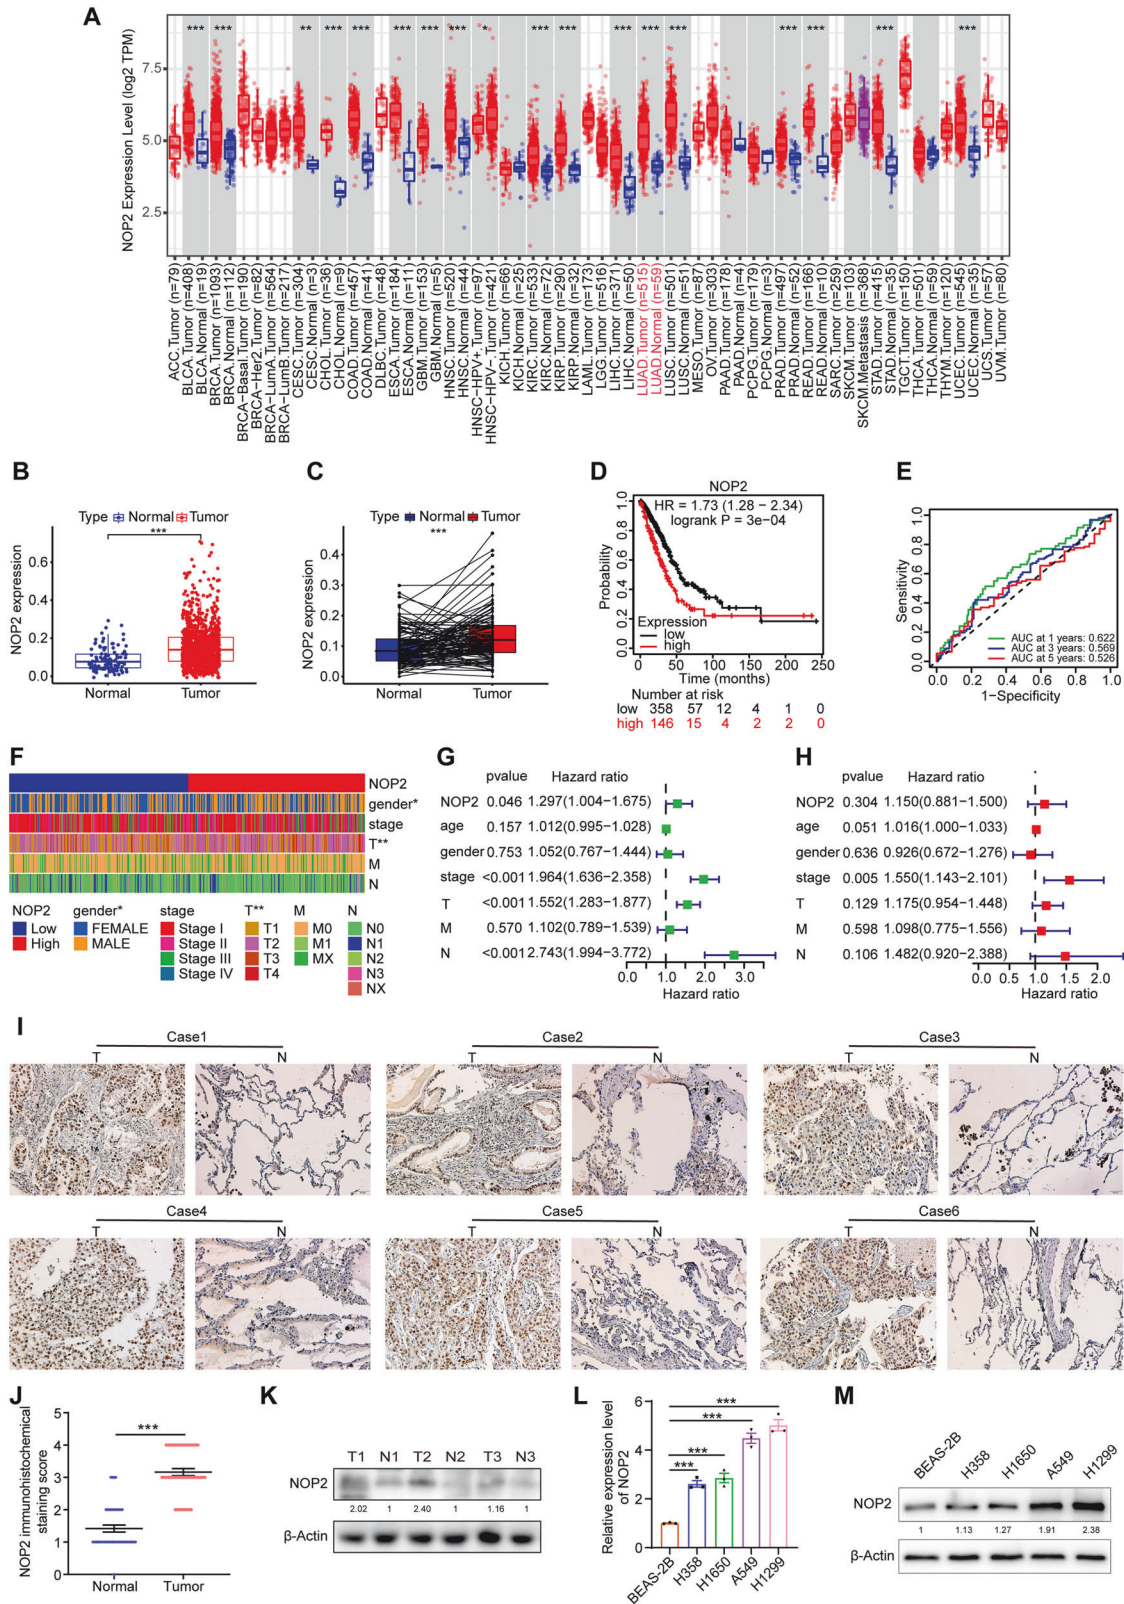 A
NOP2 Expression Level (log2 TPM)
7.5
5.0
2.5
*** *** ** *** *** *** *** *** * *** *** *** *** *** *** *** *** ***
ACC.Tumor (n=79)
BLCA.Tumor (n=408)
BLCA.Normal (n=19)
BRCA.Tumor (n=1093)
BRCA.Normal (n=112)
BRCA-Basal.Tumor (n=190)
BRCA-Her2.Tumor (n=82)
BRCA-LumA.Tumor (n=564)
BRCA-LumB.Tumor (n=217)
CESC.Tumor (n=304)
CESC.Normal (n=3)
CHOL.Tumor (n=36)
CHOL.Normal (n=9)
COAD.Tumor (n=457)
COAD.Normal (n=41)
DLBC.Tumor (n=48)
ESCA.Tumor (n=184)
ESCA.Normal (n=11)
GBM.Tumor (n=153)
GBM.Normal (n=5)
HNSC.Tumor (n=520)
HNSC.Normal (n=44)
HNSC-HPV+.Tumor (n=97)
HNSC-HPV-.Tumor (n=421)
KICH.Tumor (n=66)
KICH.Normal (n=25)
KIRC.Tumor (n=533)
KIRC.Normal (n=72)
KIRP.Tumor (n=290)
KIRP.Normal (n=32)
LAML.Tumor (n=173)
LGG.Tumor (n=516)
LIHC.Tumor (n=371)
LIHC.Normal (n=50)
LUAD.Tumor (n=515)
LUAD.Normal (n=59)
LUSC.Tumor (n=501)
LUSC.Normal (n=51)
MESO.Tumor (n=87)
OV.Tumor (n=303)
PAAD.Tumor (n=178)
PAAD.Normal (n=4)
PCPG.Tumor (n=179)
PCPG.Normal (n=3)
PRAD.Tumor (n=497)
PRAD.Normal (n=52)
READ.Tumor (n=166)
READ.Normal (n=10)
SARC.Tumor (n=259)
SKCM.Tumor (n=103)
SKCM.Metastasis (n=368)
STAD.Tumor (n=415)
STAD.Normal (n=35)
TGCT.Tumor (n=150)
THCA.Tumor (n=501)
THCA.Normal (n=59)
THYM.Tumor (n=120)
UCEC.Tumor (n=545)
UCEC.Normal (n=35)
UCS.Tumor (n=57)
UVM.Tumor (n=80)
B
Type Normal Tumor
***
NOP2 expression
0.6
0.4
0.2
0.0
Normal Tumor
C
Type Normal Tumor
***
NOP2 expression
0.4
0.3
0.2
0.1
0.0
Normal Tumor
D
NOP2
HR = 1.73 (1.28 − 2.34)
logrank P = 3e−04
Probability
1.0
0.8
0.6
0.4
0.2
0.0
Expression
low
high
0 50 100 150 200 250
Time (months)
Number at risk
low 358 57 12 4 1 0
high 146 15 4 2 2 0
E
Sensitivity
1.0
0.8
0.6
0.4
0.2
0.0
AUC at 1 years: 0.622
AUC at 3 years: 0.569
AUC at 5 years: 0.526
0.0 0.2 0.4 0.6 0.8 1.0
1−Specificity
F
NOP2
gender*
stage
T**
M
N
NOP2 gender* stage T** M N
Low FEMALE Stage I T1 M0 N0
High MALE Stage II T2 M1 N1
Stage III T3 MX N2
Stage IV T4 N3
NX
G
pvalue Hazard ratio
NOP2 0.046 1.297(1.004−1.675)
age 0.157 1.012(0.995−1.028)
gender 0.753 1.052(0.767−1.444)
stage <0.001 1.964(1.636−2.358)
T <0.001 1.552(1.283−1.877)
M 0.570 1.102(0.789−1.539)
N <0.001 2.743(1.994−3.772)
0.0 1.0 2.0 3.0
Hazard ratio
H
pvalue Hazard ratio
NOP2 0.304 1.150(0.881−1.500)
age 0.051 1.016(1.000−1.033)
gender 0.636 0.926(0.672−1.276)
stage 0.005 1.550(1.143−2.101)
T 0.129 1.175(0.954−1.448)
M 0.598 1.098(0.775−1.556)
N 0.106 1.482(0.920−2.388)
0.0 0.5 1.0 1.5 2.0
Hazard ratio
I
Case1 Case2 Case3
T N T N T N
Case4 Case5 Case6
T N T N T N
J
NOP2 immunohistochemical
staining score
5
4
3
2
1
0
***
Normal Tumor
K
T1 N1 T2 N2 T3 N3
NOP2
2.02 1 2.40 1 1.16 1
β-Actin
L
Relative expression level
of NOP2
6
4
2
0
***
***
***
***
BEAS-2B
H358
H1650
A549
H1299
M
BEAS-2B
H358
H1650
A549
H1299
NOP2
1 1.13 1.27 1.91 2.38
β-Actin